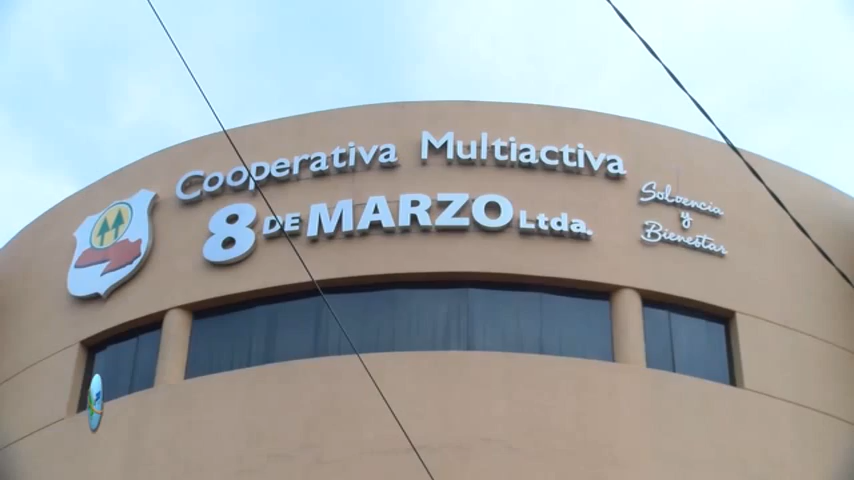 Cooperativa Multiactiva
8 DE MARZO Ltda.
Solvencia
y
Bienestar